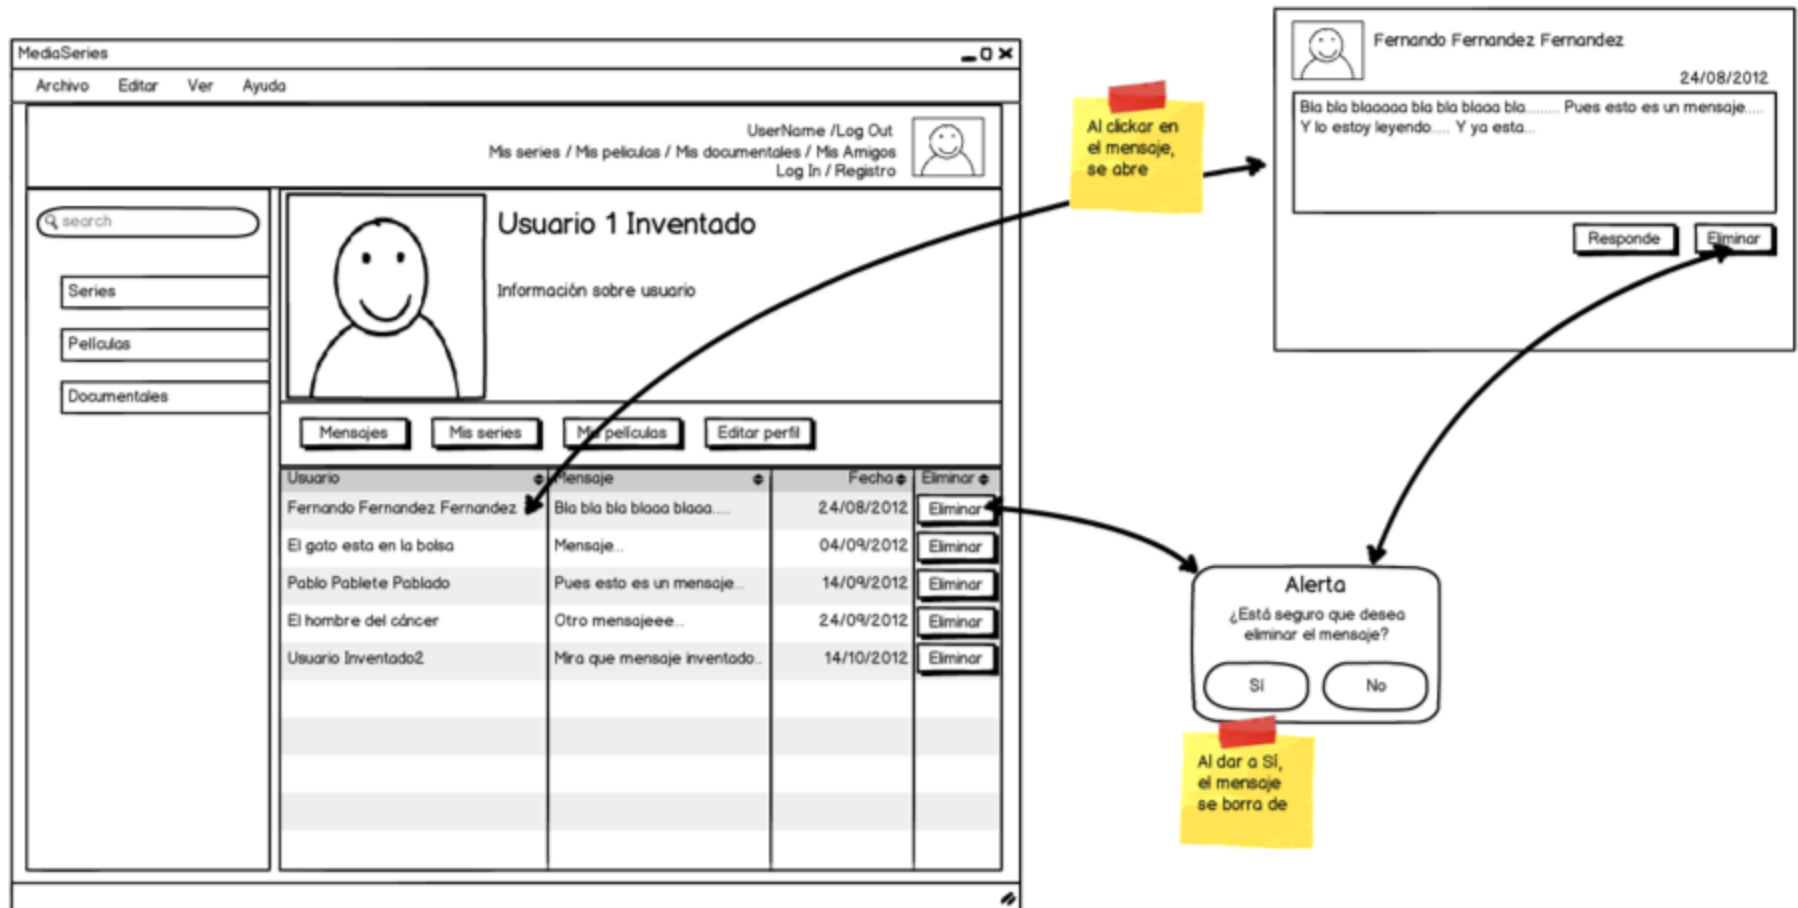 MediaSeries
Archivo Editar Ver Ayuda
UserName /Log Out
Mis series / Mis peliculas / Mis documentales / Mis Amigos
Log In / Registro
search
Series
Películas
Documentales
Usuario 1 Inventado
Información sobre usuario
Mensajes Mis series Mis películas Editar perfil
Usuario Mensaje Fecha Eliminar
Fernando Fernandez Fernandez Bla bla bla blaaa blaaa..... 24/08/2012 Eliminar
El gato esta en la bolsa Mensaje... 04/09/2012 Eliminar
Pablo Pablete Poblado Pues esto es un mensaje... 14/09/2012 Eliminar
El hombre del cáncer Otro mensajeee... 24/09/2012 Eliminar
Usuario Inventado2 Mira que mensaje inventado.. 14/10/2012 Eliminar
Al clickar en
el mensaje,
se abre
Fernando Fernandez Fernandez
24/08/2012
Bla bla blaaaaa bla bla blaaa bla........ Pues esto es un mensaje.....
Y lo estoy leyendo..... Y ya esta...
Responde Eliminar
Alerta
¿Está seguro que desea
eliminar el mensaje?
Sí No
Al dar a Sí,
el mensaje
se borra de